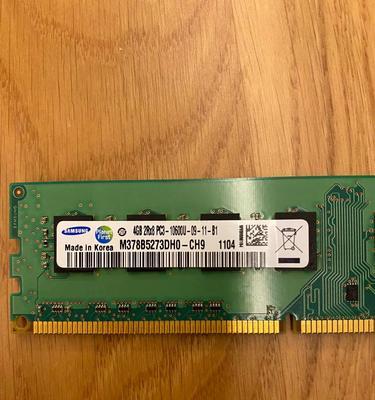 SAMSUNG
Planet First
4GB 2Rx8 PC3-10600U-09-11-B1
Made in Korea
M378B5273DH0-CH9 1104